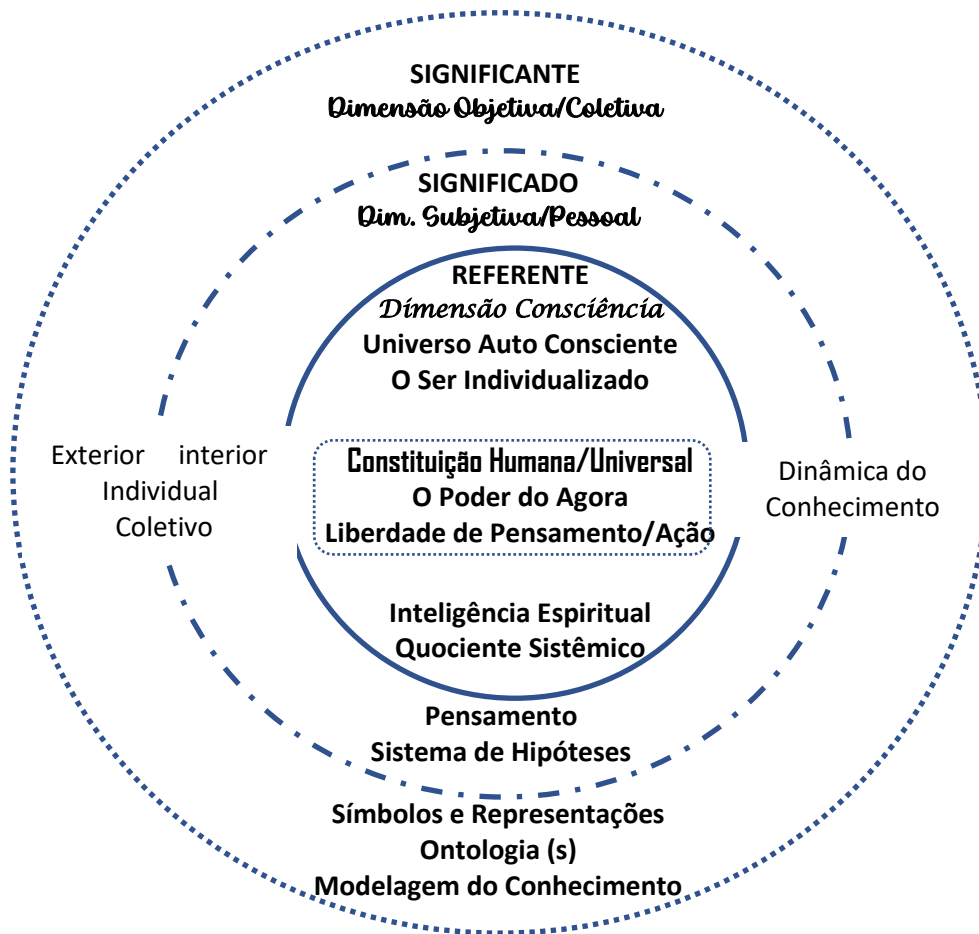 SIGNIFICANTE
Dimensão Objetiva/Coletiva
SIGNIFICADO
Dim. Subjetiva/Pessoal
REFERENTE
Dimensão Consciência
Universo Auto Consciente
O Ser Individualizado
Exterior interior
Individual
Coletivo
Constituição Humana/Universal
O Poder do Agora
Liberdade de Pensamento/Ação
Dinâmica do
Conhecimento
Inteligência Espiritual
Quociente Sistêmico
Pensamento
Sistema de Hipóteses
Símbolos e Representações
Ontologia (s)
Modelagem do Conhecimento